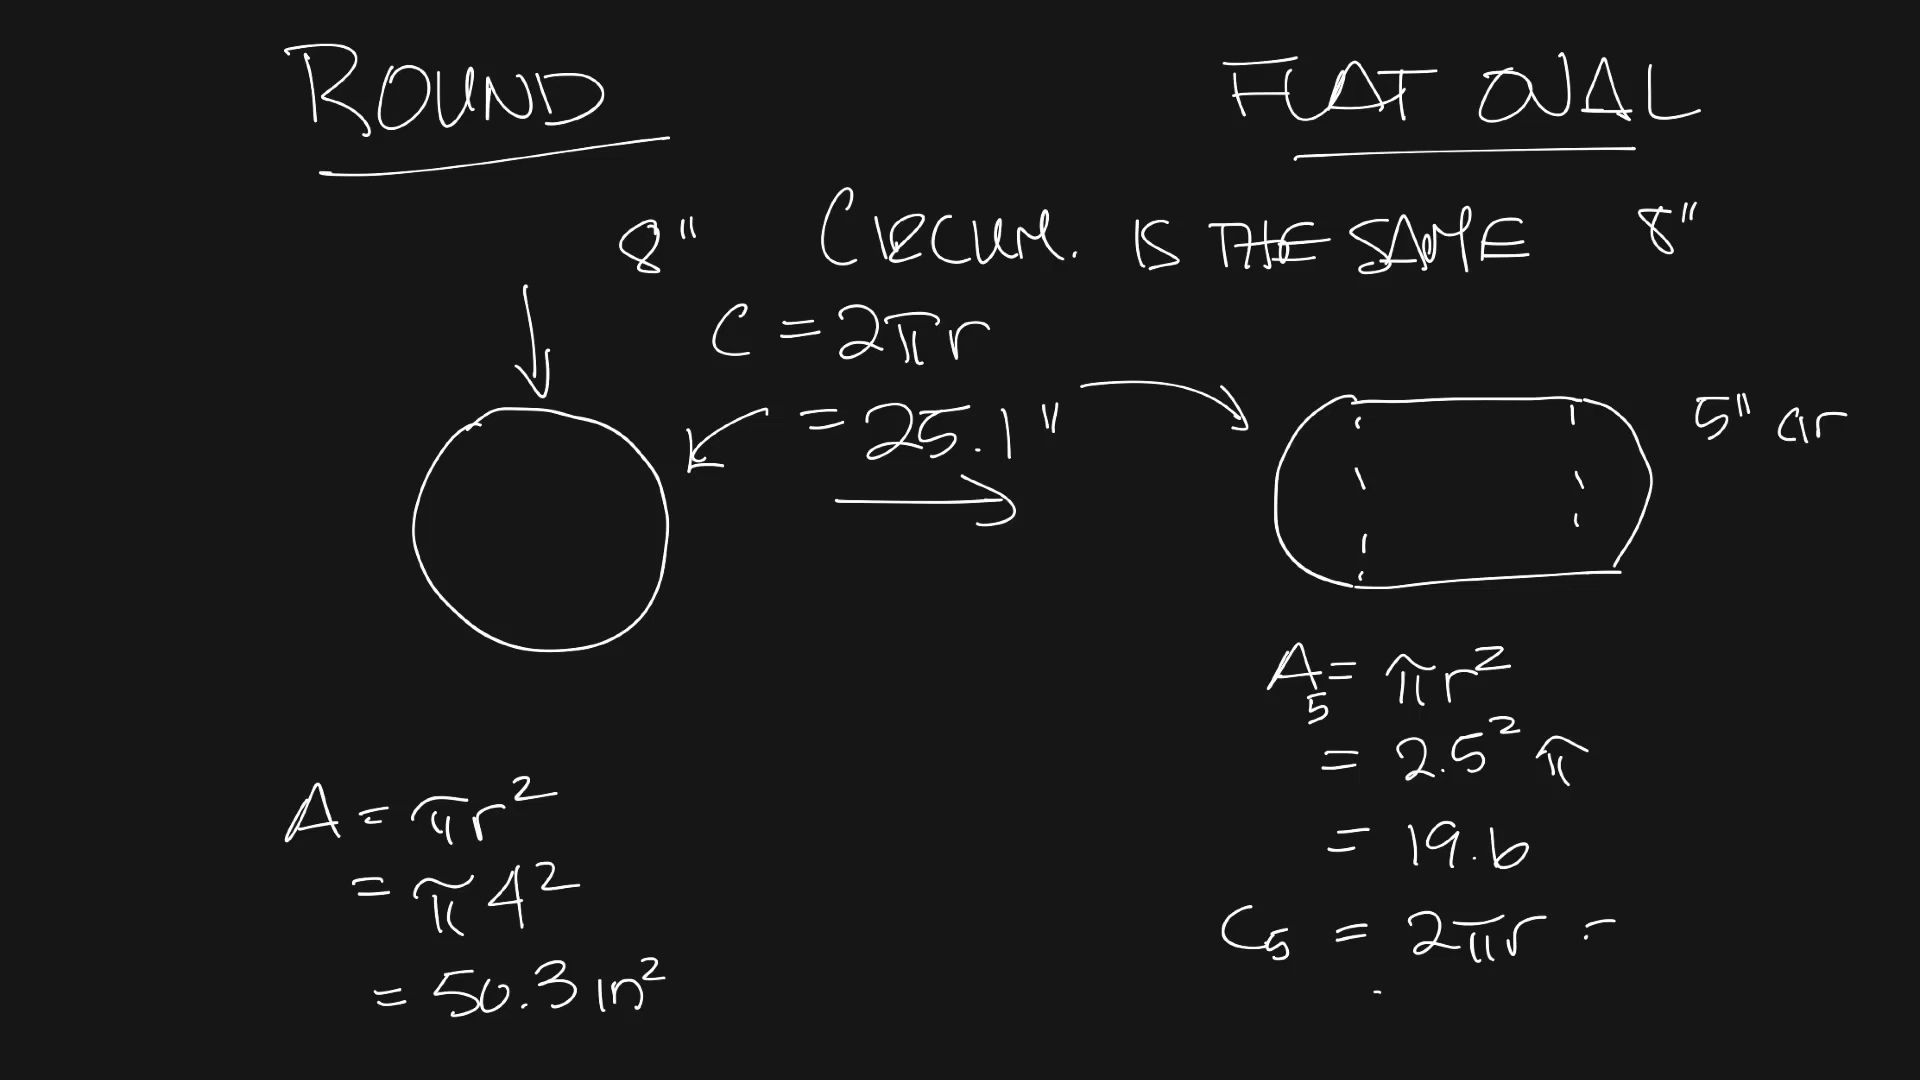 ROUND
FLAT OVAL
8" CIRCUM. IS THE SAME 8"
C = 2πr
= 25.1"
5" cir
A = πr²
= π4²
= 50.3 in²
A₅ = πr²
= 2.5² π
= 19.6
C₅ = 2πr =